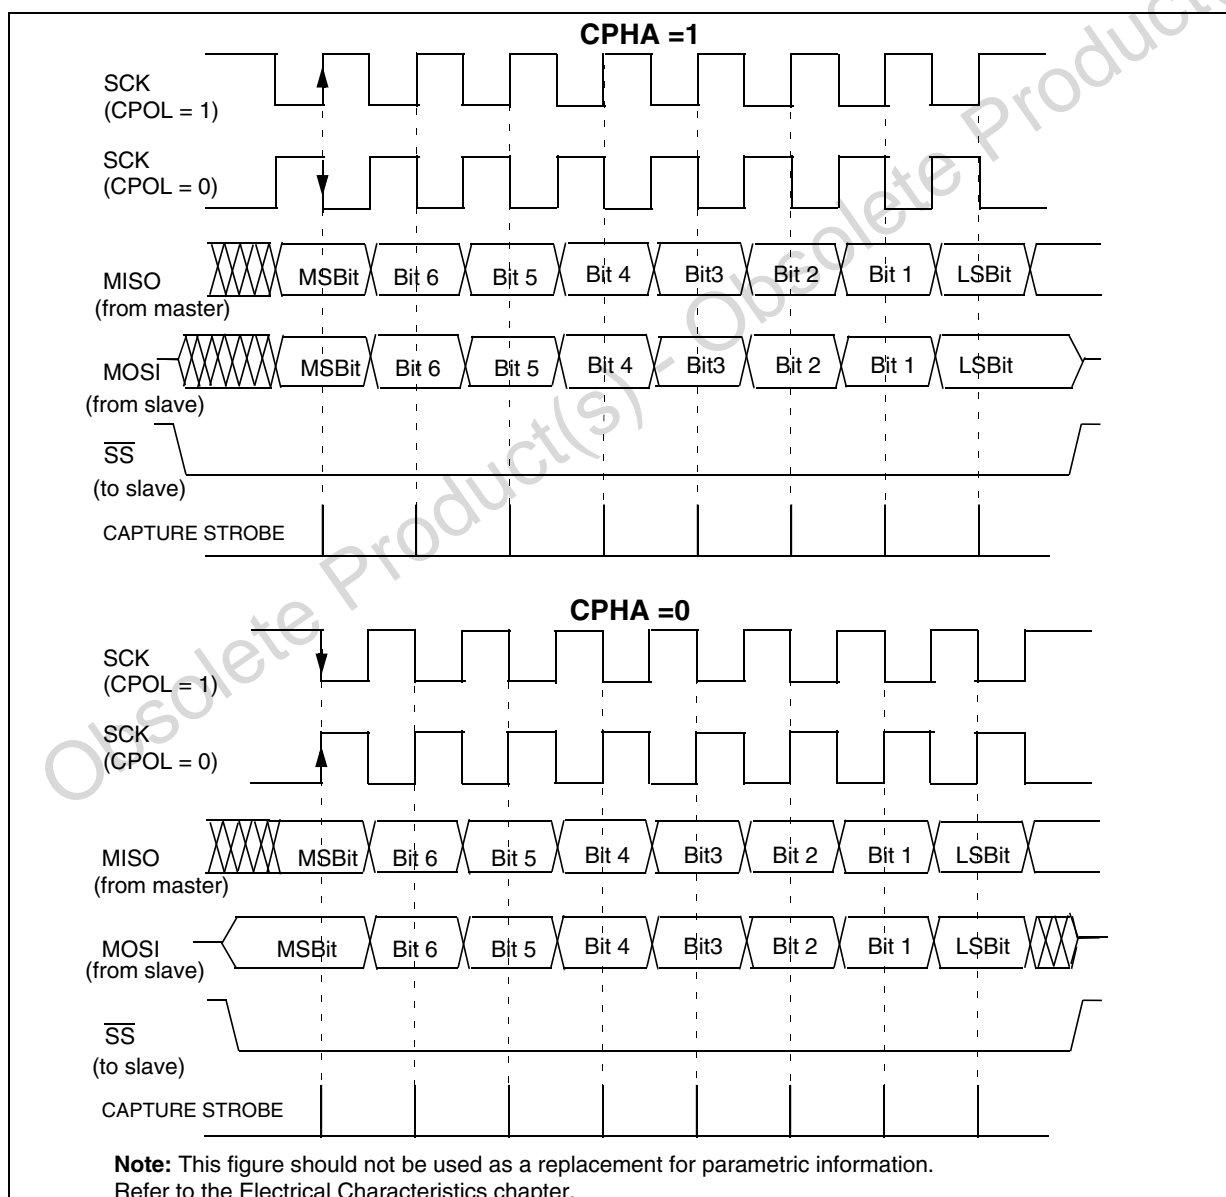 CPHA =1
SCK
(CPOL = 1)
SCK
(CPOL = 0)
MISO
(from master)
MSBit Bit 6 Bit 5 Bit 4 Bit3 Bit 2 Bit 1 LSBit
MOSI
(from slave)
MSBit Bit 6 Bit 5 Bit 4 Bit3 Bit 2 Bit 1 LSBit
SS
(to slave)
CAPTURE STROBE
CPHA =0
SCK
(CPOL = 1)
SCK
(CPOL = 0)
MISO
(from master)
MSBit Bit 6 Bit 5 Bit 4 Bit3 Bit 2 Bit 1 LSBit
MOSI
(from slave)
MSBit Bit 6 Bit 5 Bit 4 Bit3 Bit 2 Bit 1 LSBit
SS
(to slave)
CAPTURE STROBE
Note: This figure should not be used as a replacement for parametric information.
Refer to the Electrical Characteristics chapter.
Obsolete Product(s) - Obsolete Product(